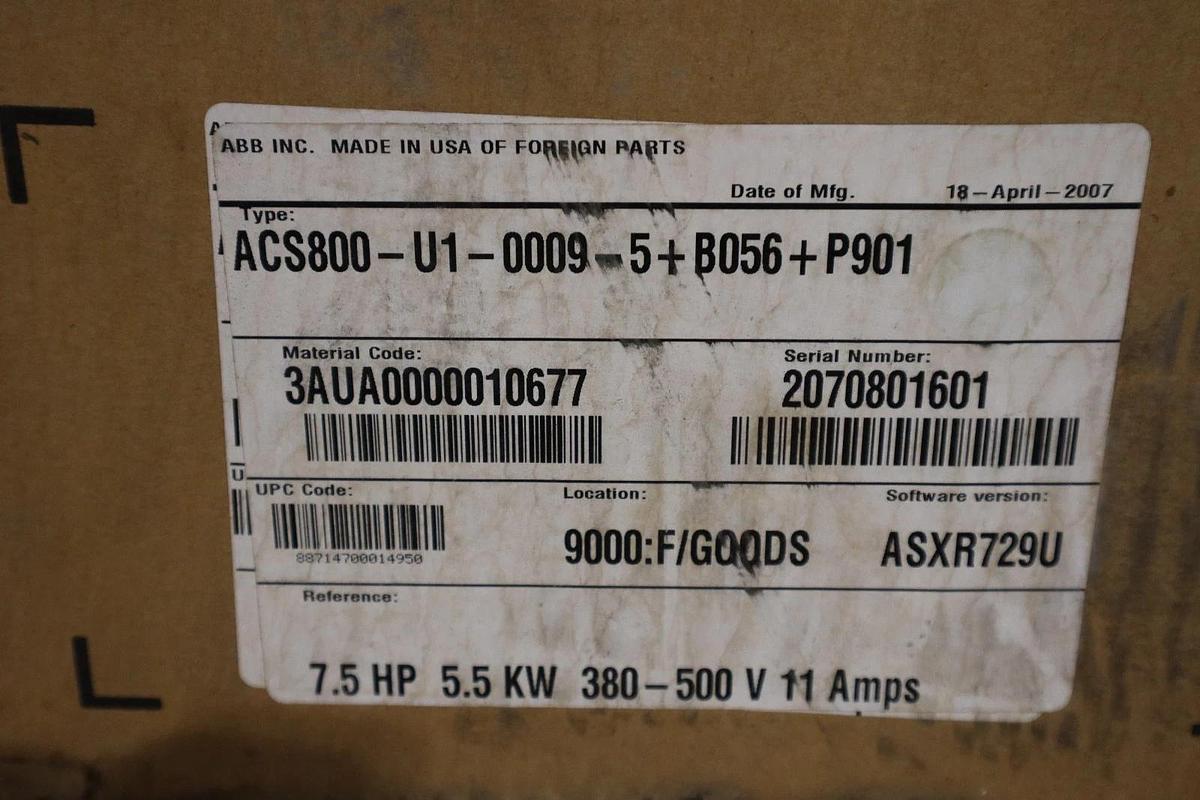 ABB INC. MADE IN USA OF FOREIGN PARTS
Date of Mfg. 18-April-2007
Type:
ACS800-U1-0009-5+B056+P901
Material Code: Serial Number:
3AUA0000010677 2070801601
UPC Code: Location: Software version:
9000:F/GOODS ASXR729U
88714700014950
Reference:
7.5 HP 5.5 KW 380-500 V 11 Amps